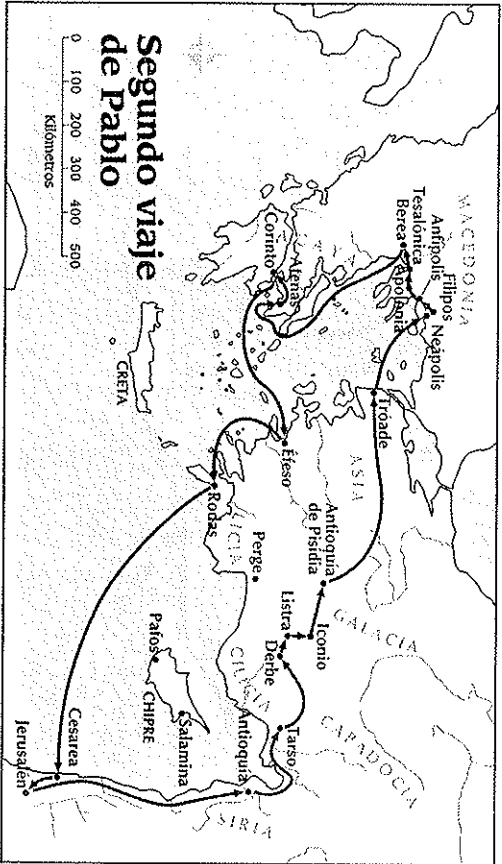 Segundo viaje
de Pablo
0 100 200 300 400 500
Kilómetros
MACEDONIA
Filipos
Neápolis
Anfípolis
Tesalónica
Apolonia
Berea
Tróade
Atenas
Corinto
ASIA
Éfeso
Antioquía
de Pisidia
GALACIA
Iconio
Listra
Derbe
CAPADOCIA
Perge
LICIA
CILICIA
Tarso
Rodas
CRETA
Antioquía
SIRIA
Pafos
Salamina
CHIPRE
Cesarea
Jerusalén